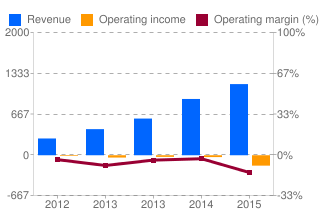 Revenue Operating income Operating margin (%)
2000 100%
1333 67%
667 33%
0 0%
-667 -33%
2012 2013 2013 2014 2015